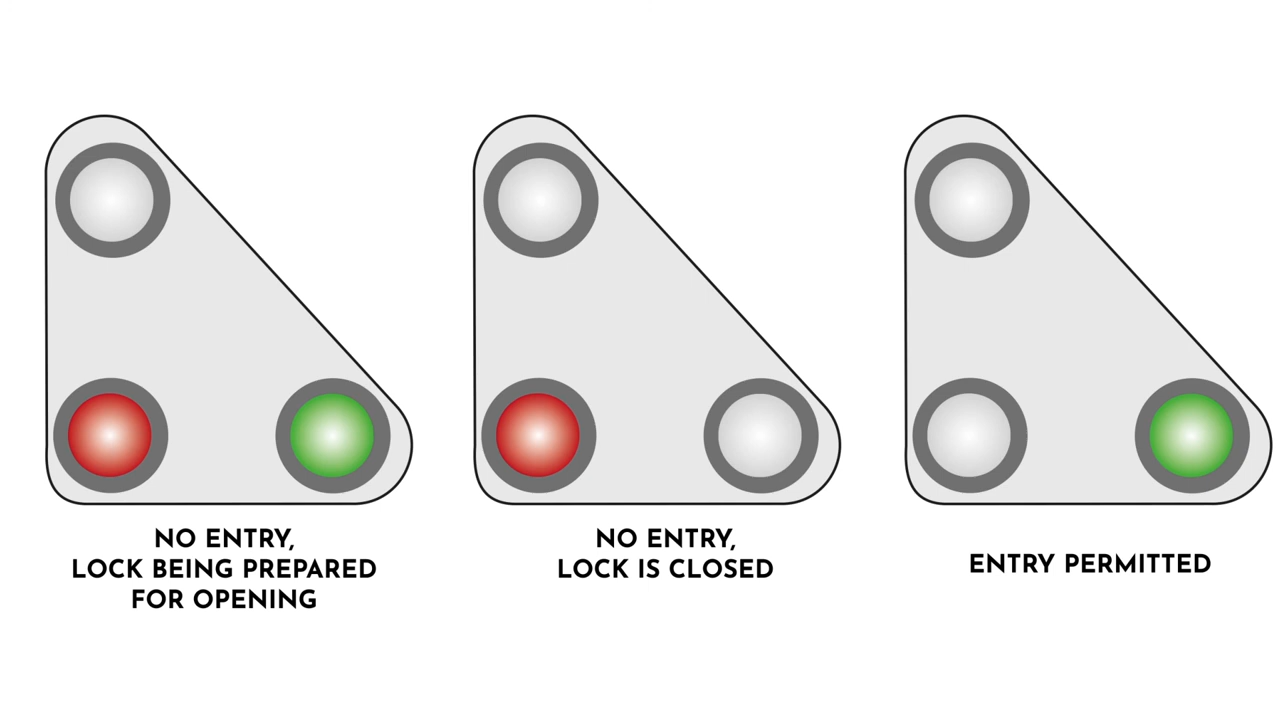 NO ENTRY,
LOCK BEING PREPARED
FOR OPENING
NO ENTRY,
LOCK IS CLOSED
ENTRY PERMITTED